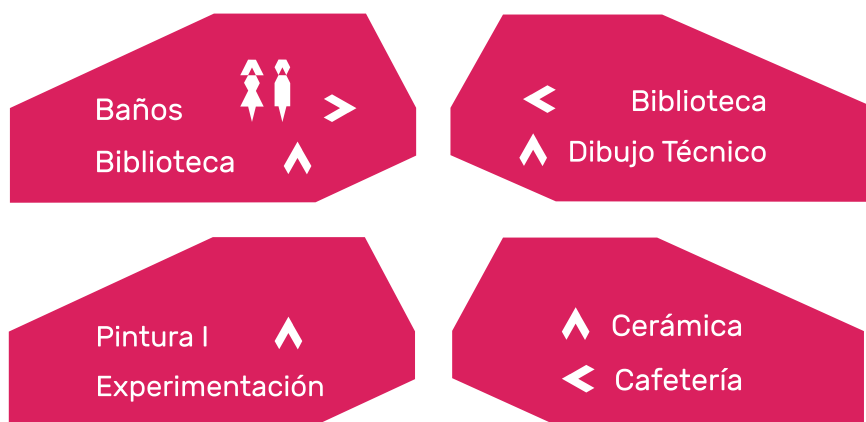 Baños
Biblioteca
Biblioteca
Dibujo Técnico
Pintura I
Experimentación
Cerámica
Cafetería